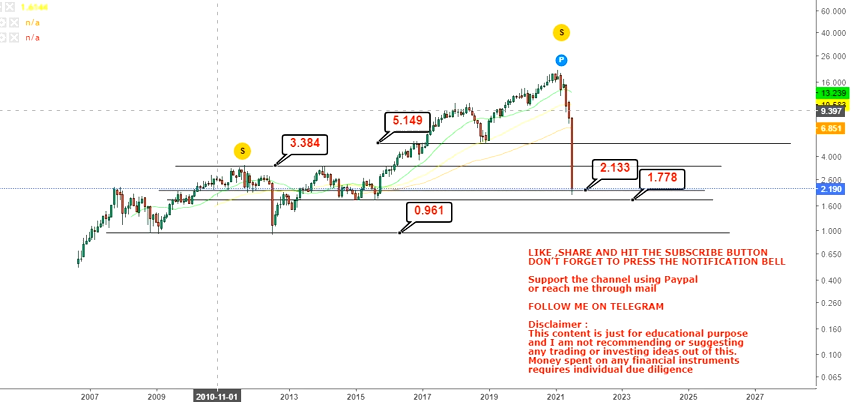 1.6086
n/a
n/a
S
P
S
3.384
5.149
2.133
1.778
0.961
60.000
40.000
26.000
16.000
13.239
10.583
9.397
6.851
4.000
2.600
2.190
1.600
1.000
0.650
0.400
0.260
0.160
0.100
0.065
LIKE ,SHARE AND HIT THE SUBSCRIBE BUTTON
DON'T FORGET TO PRESS THE NOTIFICATION BELL
Support the channel using Paypal
or reach me through mail
FOLLOW ME ON TELEGRAM
Disclaimer :
This content is just for educational purpose
and I am not recommending or suggesting
any trading or investing ideas out of this.
Money spent on any financial instruments
requires individual due diligence
2007
2009
2010-11-01
2013
2015
2017
2019
2021
2023
2025
2027